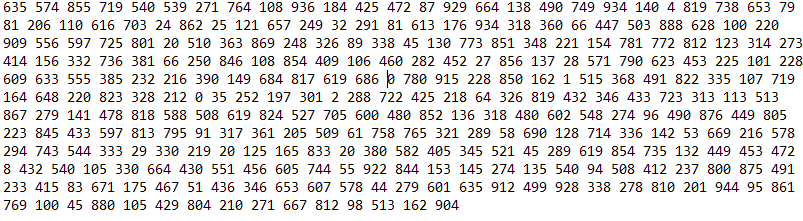 635 574 855 719 540 539 271 764 108 936 184 425 472 87 929 664 138 490 749 934 140 4 819 738 653 79
81 206 110 616 703 24 862 25 121 657 249 32 291 81 613 176 934 318 360 66 447 503 888 628 100 220
909 556 597 725 801 20 510 363 869 248 326 89 338 45 130 773 851 348 221 154 781 772 812 123 314 273
414 156 332 736 381 66 250 846 108 854 409 106 460 282 452 27 856 137 28 571 790 623 453 225 101 228
609 633 555 385 232 216 390 149 684 817 619 686 0 780 915 228 850 162 1 515 368 491 822 335 107 719
164 648 220 823 328 212 0 35 252 197 301 2 288 722 425 218 64 326 819 432 346 433 723 313 113 513
867 279 141 478 818 588 508 619 824 527 705 600 480 852 136 318 480 602 548 274 96 490 876 449 805
223 845 433 597 813 795 91 317 361 205 509 61 758 765 321 289 58 690 128 714 336 142 53 669 216 578
294 743 544 333 29 330 219 20 125 165 833 20 380 582 405 345 521 45 289 619 854 735 132 449 453 472
8 432 540 105 330 664 430 551 456 605 744 55 922 844 153 145 274 135 540 94 508 412 237 800 875 491
233 415 83 671 175 467 51 436 346 653 607 578 44 279 601 635 912 499 928 338 278 810 201 944 95 861
769 100 45 880 105 429 804 210 271 667 812 98 513 162 904